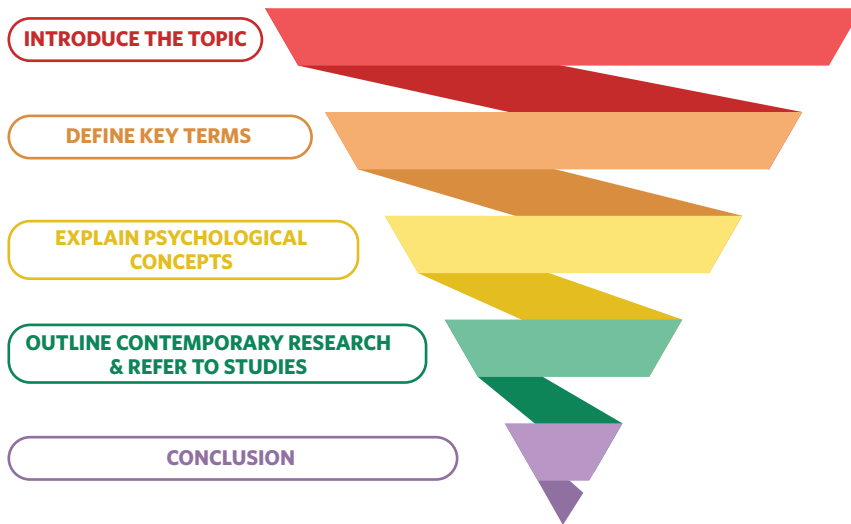 INTRODUCE THE TOPIC
DEFINE KEY TERMS
EXPLAIN PSYCHOLOGICAL
CONCEPTS
OUTLINE CONTEMPORARY RESEARCH
& REFER TO STUDIES
CONCLUSION